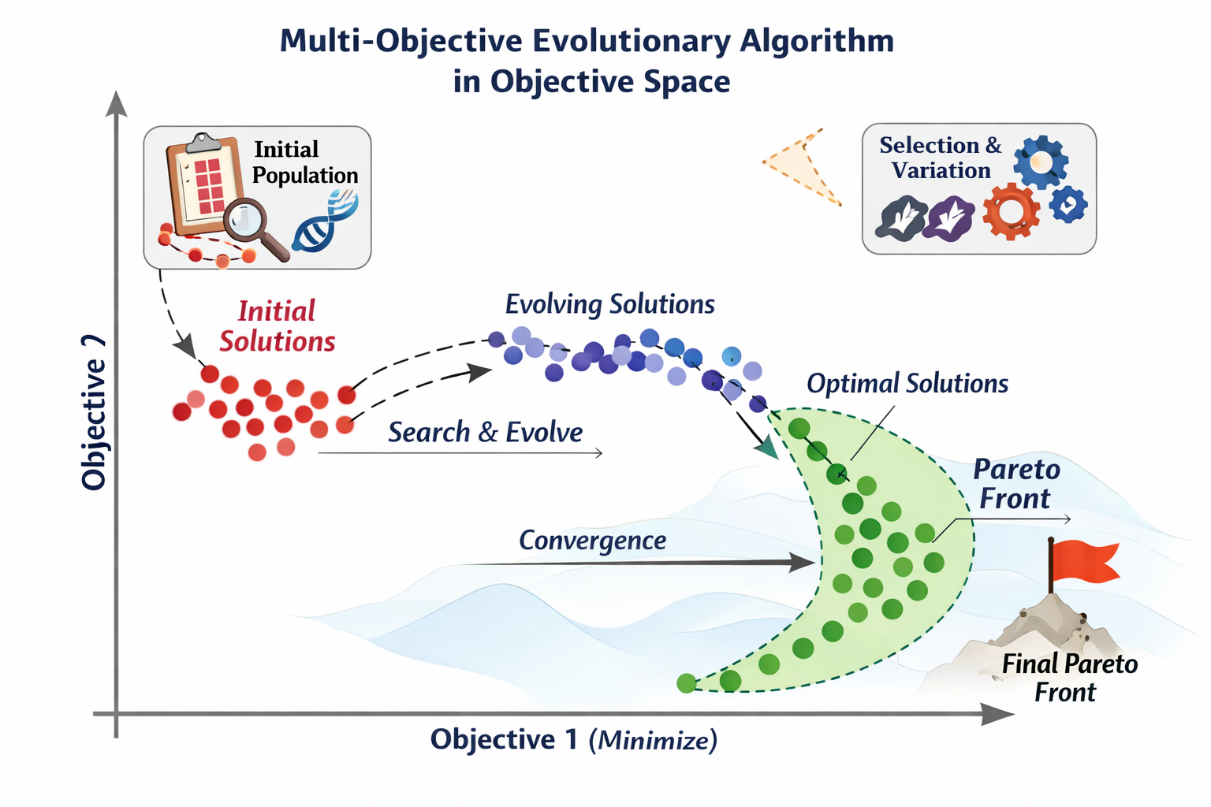 Multi-Objective Evolutionary Algorithm
in Objective Space
Initial
Population
Selection &
Variation
Initial
Solutions
Evolving Solutions
Optimal Solutions
Search & Evolve
Pareto
Front
Convergence
Final Pareto
Front
Objective
Objective 1 (Minimize)